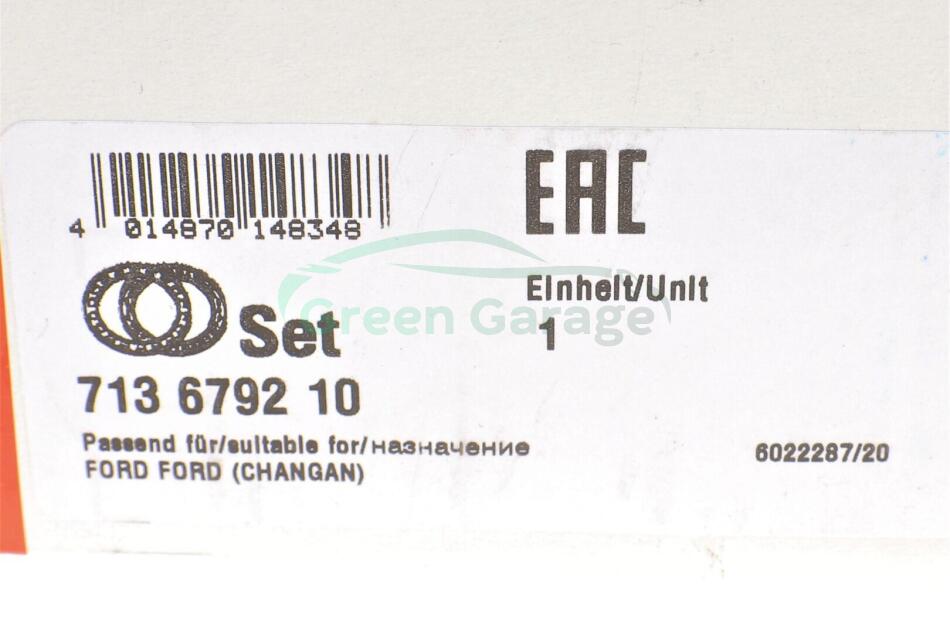 EAC
4 014870 148348
Einheit/Unit
Green Garage
Set
1
713 6792 10
Passend für/suitable for/назначение
FORD FORD (CHANGAN)
6022287/20